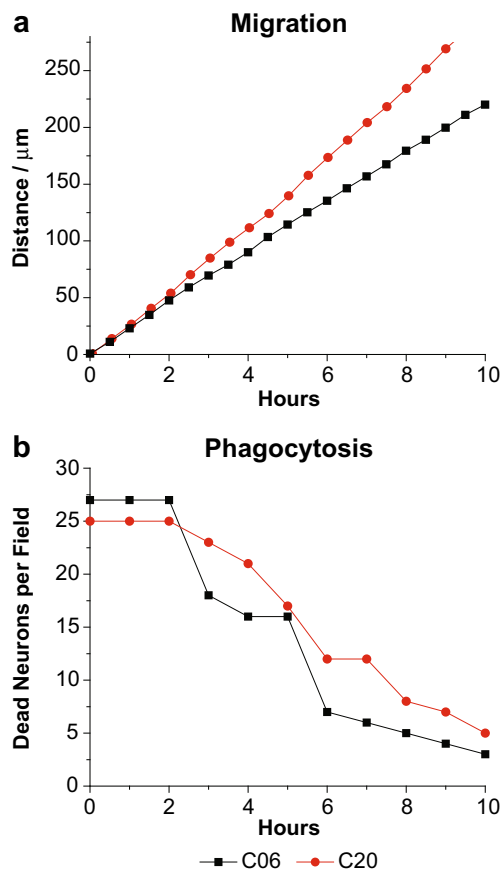 a
Migration
250
200
150
100
50
0
Distance / μm
0 2 4 6 8 10
Hours
b
Phagocytosis
30
25
20
15
10
5
0
Dead Neurons per Field
0 2 4 6 8 10
Hours
C06 C20